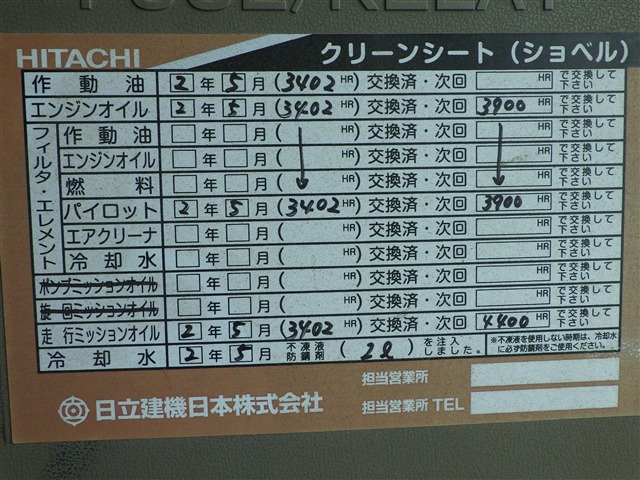 FUSE/RELAY
HITACHI クリーンシート（ショベル）
作動油 2年 5月 (3402 HR) 交換済・次回 HR で交換して下さい
エンジンオイル 2年 5月 (3402 HR) 交換済・次回 3900 HR で交換して下さい
フィルタ・エレメント
作動油 年 月 ( HR) 交換済・次回 HR で交換して下さい
エンジンオイル 年 月 ( HR) 交換済・次回 HR で交換して下さい
燃料 年 月 ( HR) 交換済・次回 HR で交換して下さい
パイロット 2年 5月 (3402 HR) 交換済・次回 3900 HR で交換して下さい
エアクリーナ 年 月 ( HR) 交換済・次回 HR で交換して下さい
冷却水 年 月 ( HR) 交換済・次回 HR で交換して下さい
ポンプミッションオイル 年 月 ( HR) 交換済・次回 HR で交換して下さい
旋回ミッションオイル 年 月 ( HR) 交換済・次回 HR で交換して下さい
走行ミッションオイル 2年 5月 (3402 HR) 交換済・次回 4400 HR で交換して下さい
冷却水 2年 5月 不凍液 防錆剤 ( 2ℓ ) を注入しました。 ※不凍液を使用しない時期は、冷却水に必ず防錆剤をご使用ください。
担当営業所
日立建機日本株式会社 担当営業所 TEL